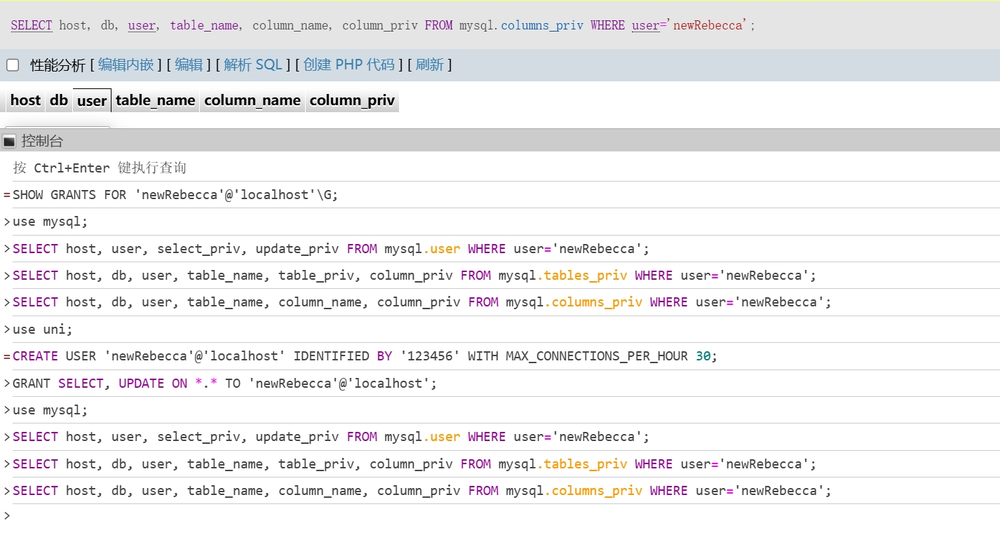 SELECT host, db, user, table_name, column_name, column_priv FROM mysql.columns_priv WHERE user='newRebecca';
性能分析 [ 编辑内嵌 ] [ 编辑 ] [ 解析 SQL ] [ 创建 PHP 代码 ] [ 刷新 ]
host db user table_name column_name column_priv
控制台
按 Ctrl+Enter 键执行查询
=SHOW GRANTS FOR 'newRebecca'@'localhost'\G;
>use mysql;
>SELECT host, user, select_priv, update_priv FROM mysql.user WHERE user='newRebecca';
>SELECT host, db, user, table_name, table_priv, column_priv FROM mysql.tables_priv WHERE user='newRebecca';
>SELECT host, db, user, table_name, column_name, column_priv FROM mysql.columns_priv WHERE user='newRebecca';
>use uni;
=CREATE USER 'newRebecca'@'localhost' IDENTIFIED BY '123456' WITH MAX_CONNECTIONS_PER_HOUR 30;
>GRANT SELECT, UPDATE ON *.* TO 'newRebecca'@'localhost';
>use mysql;
>SELECT host, user, select_priv, update_priv FROM mysql.user WHERE user='newRebecca';
>SELECT host, db, user, table_name, table_priv, column_priv FROM mysql.tables_priv WHERE user='newRebecca';
>SELECT host, db, user, table_name, column_name, column_priv FROM mysql.columns_priv WHERE user='newRebecca';
>